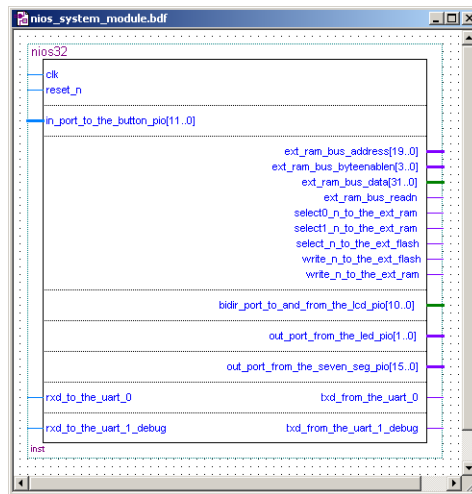 nios_system_module.bdf
nios32
clk
reset_n
in_port_to_the_button_pio[11..0]
ext_ram_bus_address[19..0]
ext_ram_bus_byteenablen[3..0]
ext_ram_bus_data[31..0]
ext_ram_bus_readn
select0_n_to_the_ext_ram
select1_n_to_the_ext_ram
select_n_to_the_ext_flash
write_n_to_the_ext_flash
write_n_to_the_ext_ram
bidir_port_to_and_from_the_lcd_pio[10..0]
out_port_from_the_led_pio[1..0]
out_port_from_the_seven_seg_pio[15..0]
rxd_to_the_uart_0 txd_from_the_uart_0
rxd_to_the_uart_1_debug txd_from_the_uart_1_debug
inst